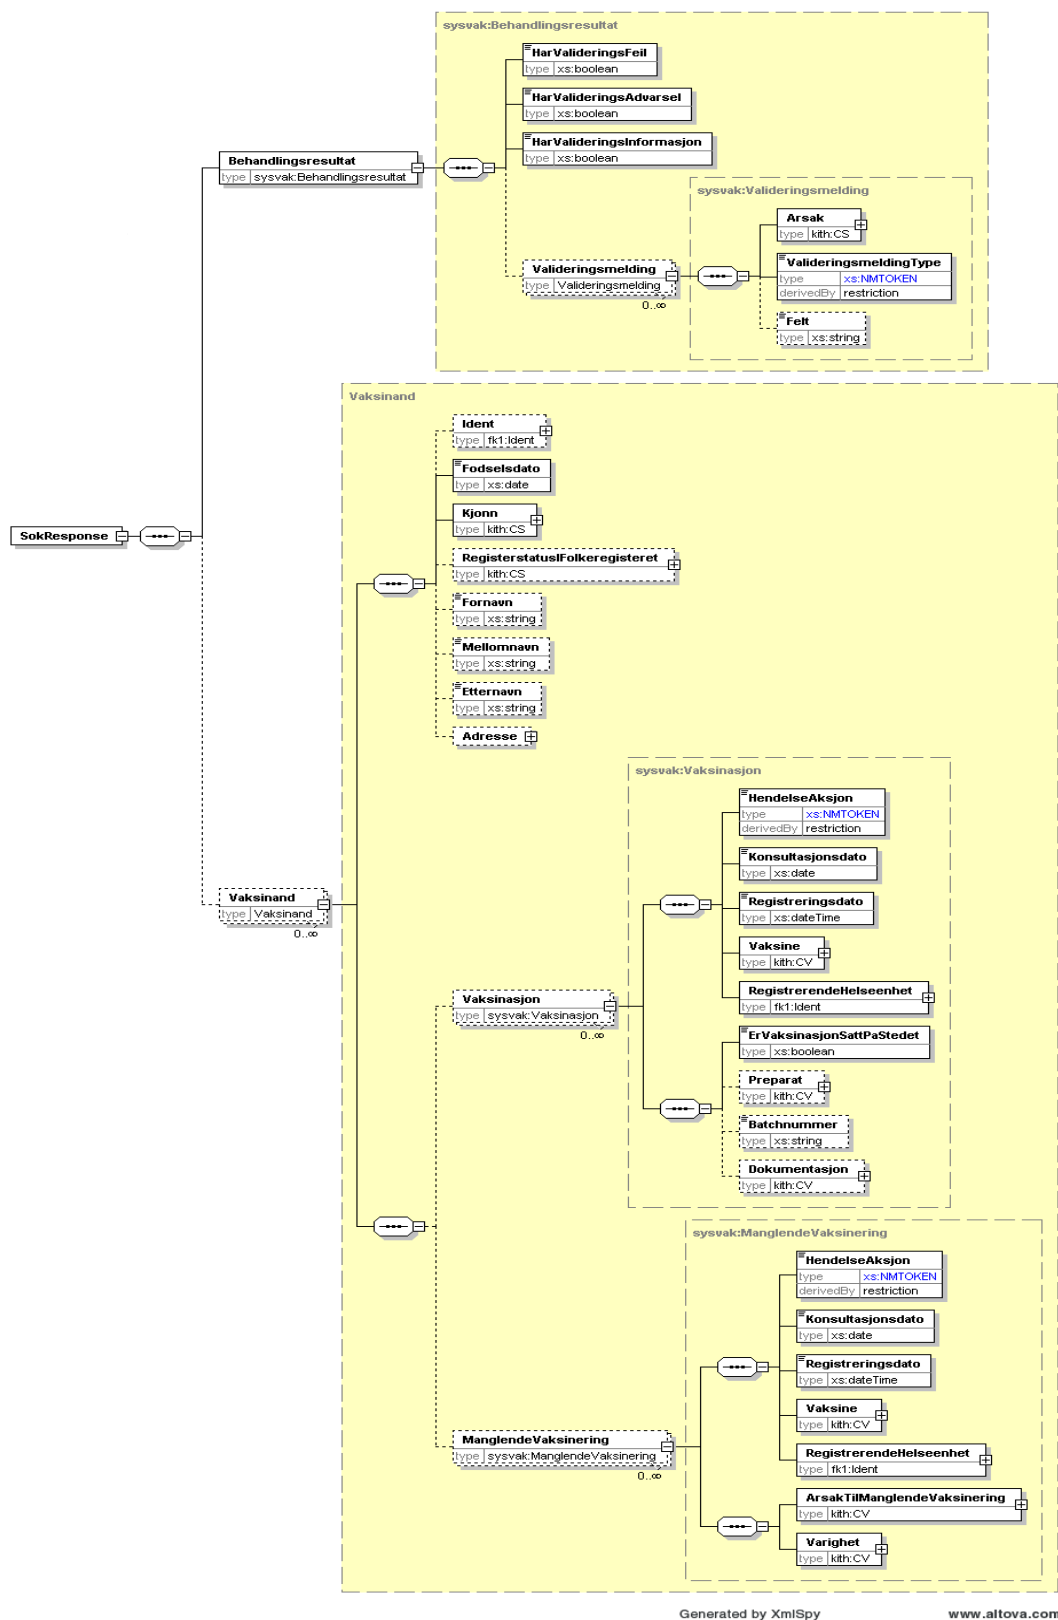 sysvak:Behandlingsresultat
HarValideringsFeil
type xs:boolean
HarValideringsAdvarsel
type xs:boolean
HarValideringsInformasjon
type xs:boolean
Behandlingsresultat
type sysvak:Behandlingsresultat
sysvak:Valideringsmelding
Arsak
type kith:CS
ValideringsmeldingType
type xs:NMTOKEN
derivedBy restriction
Valideringsmelding
type Valideringsmelding
0..∞
Felt
type xs:string
Vaksinand
Ident
type fk1:Ident
Fodselsdato
type xs:date
Kjonn
type kith:CS
SokResponse
RegisterstatusIFolkeregisteret
type kith:CS
Fornavn
type xs:string
Mellomnavn
type xs:string
Etternavn
type xs:string
Adresse
sysvak:Vaksinasjon
HendelseAksjon
type xs:NMTOKEN
derivedBy restriction
Konsultasjonsdato
type xs:date
Vaksinand
type Vaksinand
0..∞
Registreringsdato
type xs:dateTime
Vaksine
type kith:CV
RegistrerendeHelseenhet
type fk1:Ident
Vaksinasjon
type sysvak:Vaksinasjon
0..∞
ErVaksinasjonSattPaStedet
type xs:boolean
Preparat
type kith:CV
Batchnummer
type xs:string
Dokumentasjon
type kith:CV
sysvak:ManglendeVaksinering
HendelseAksjon
type xs:NMTOKEN
derivedBy restriction
Konsultasjonsdato
type xs:date
Registreringsdato
type xs:dateTime
Vaksine
type kith:CV
ManglendeVaksinering
type sysvak:ManglendeVaksinering
0..∞
RegistrerendeHelseenhet
type fk1:Ident
ArsakTilManglendeVaksinering
type kith:CV
Varighet
type kith:CV
Generated by XmlSpy www.altova.com